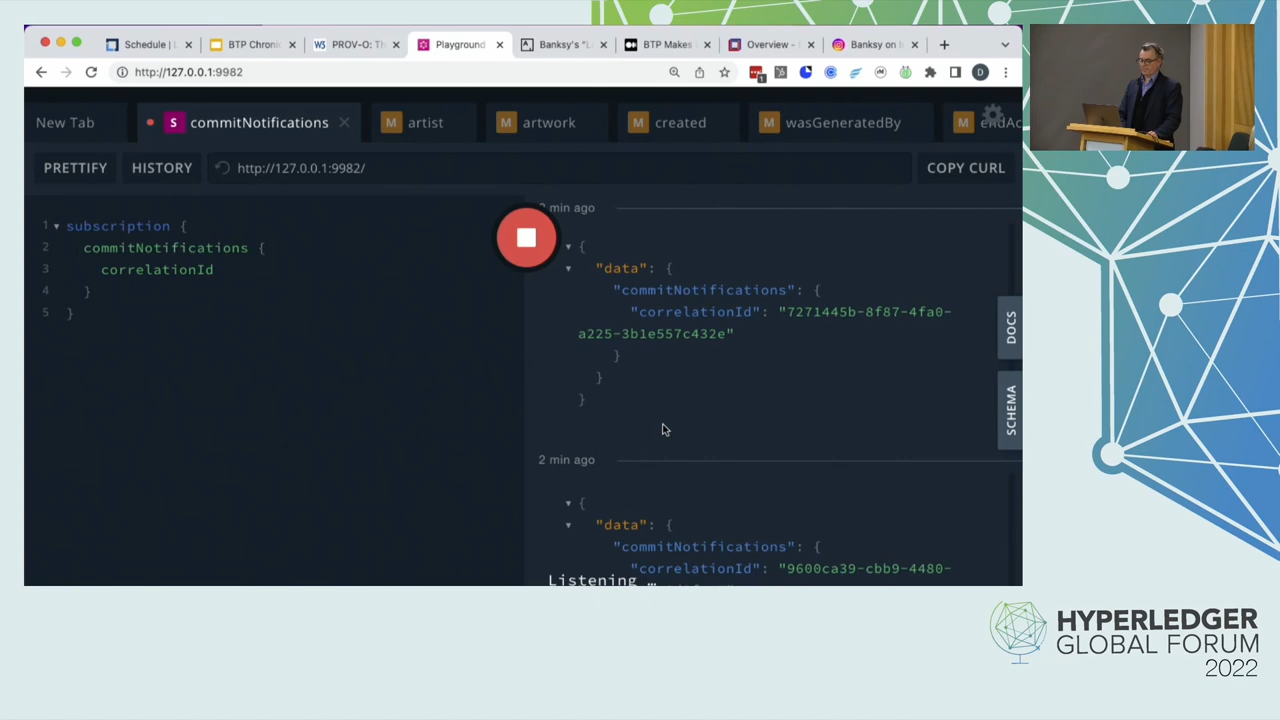 Schedule | L
BTP Chronic
PROV-O: Th
Playground
Banksy's "L
BTP Makes
Overview - 
Banksy on I
http://127.0.0.1:9982
New Tab
S commitNotifications
M artist
M artwork
M created
M wasGeneratedBy
M endAc
PRETTIFY
HISTORY
http://127.0.0.1:9982/
COPY CURL
1 subscription {
2 commitNotifications {
3 correlationId
4 }
5 }
2 min ago
{
"data": {
"commitNotifications": {
"correlationId": "7271445b-8f87-4fa0-
a225-3b1e557c432e"
}
}
}
2 min ago
{
"data": {
"commitNotifications": {
"correlationId": "9600ca39-cbb9-4480-
Listening …
DOCS
SCHEMA
HYPERLEDGER
GLOBAL FORUM
2022